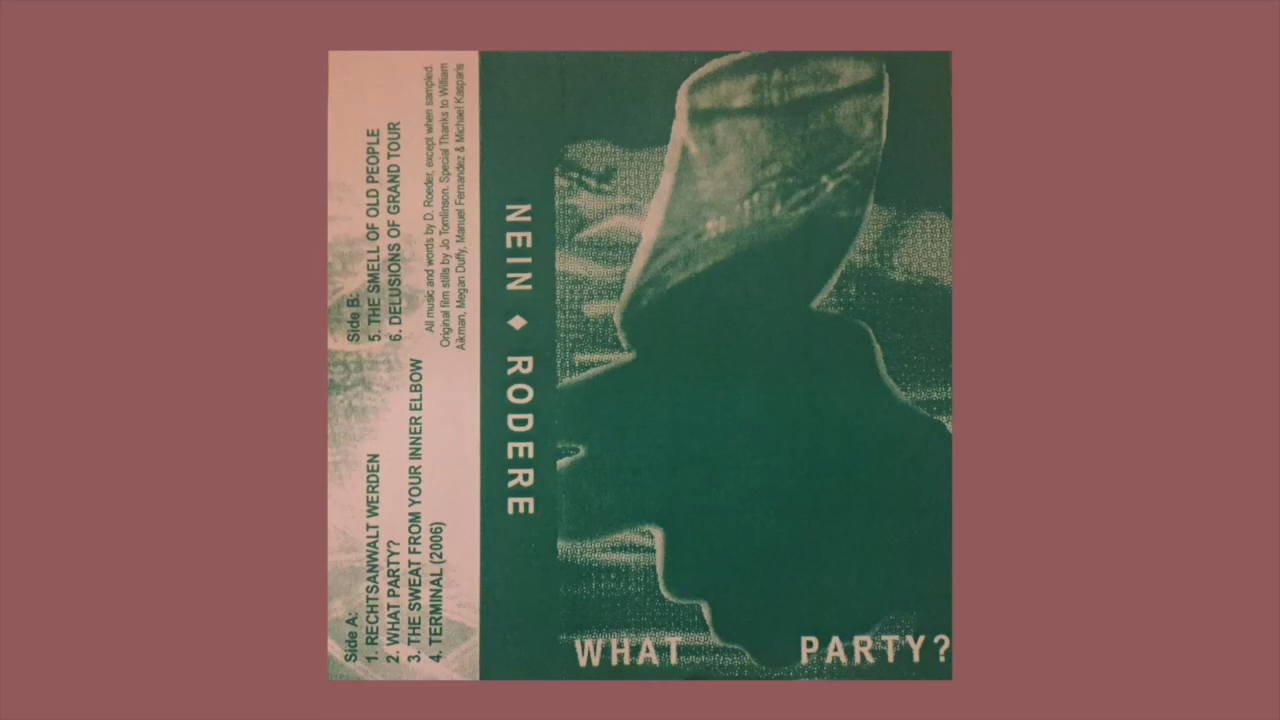 Side A:
1. RECHTSANWALT WERDEN
2. WHAT PARTY?
3. THE SWEAT FROM YOUR INNER ELBOW
4. TERMINAL (2006)
Side B:
5. THE SMELL OF OLD PEOPLE
6. DELUSIONS OF GRAND TOUR
All music and words by D. Roeder, except when sampled.
Original film stills by Jo Tomlinson. Special Thanks to William
Aikman, Megan Duffy, Manuel Fernandez & Michael Kasparis
NEIN ♦ RODERE
WHAT PARTY?